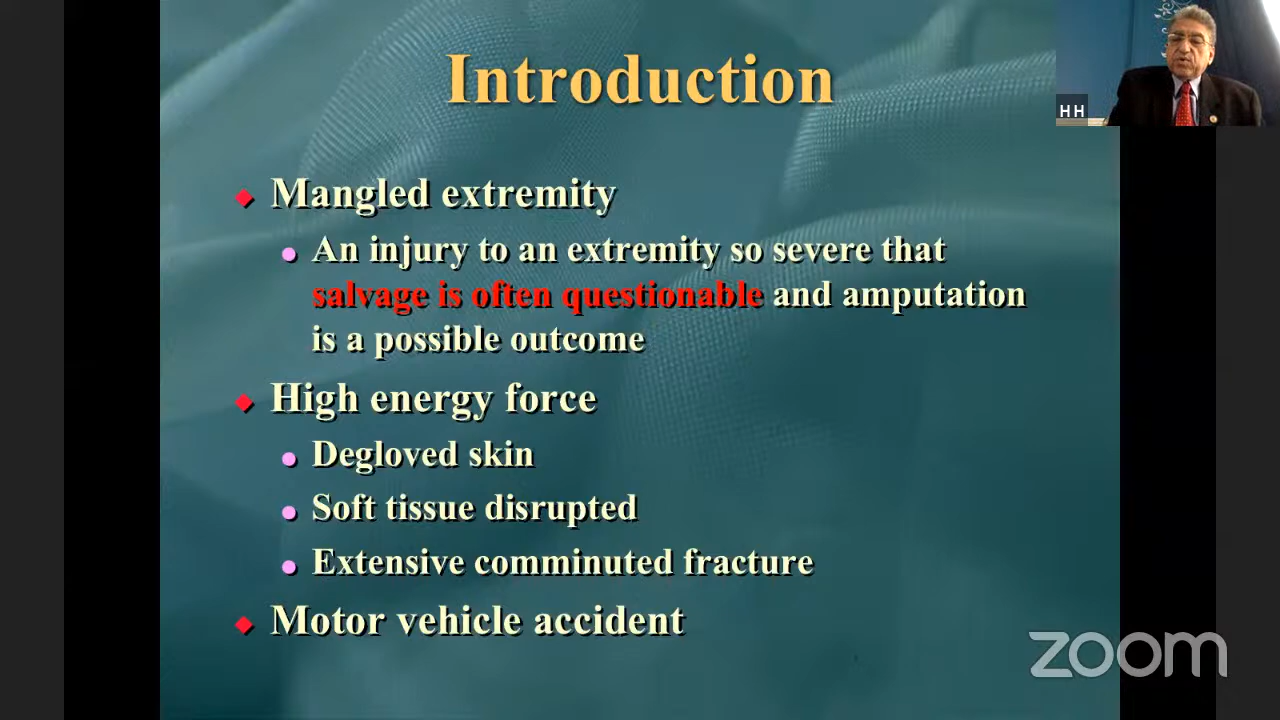 Introduction
HH
Mangled extremity
An injury to an extremity so severe that
salvage is often questionable and amputation
is a possible outcome
High energy force
Degloved skin
Soft tissue disrupted
Extensive comminuted fracture
Motor vehicle accident
zoom